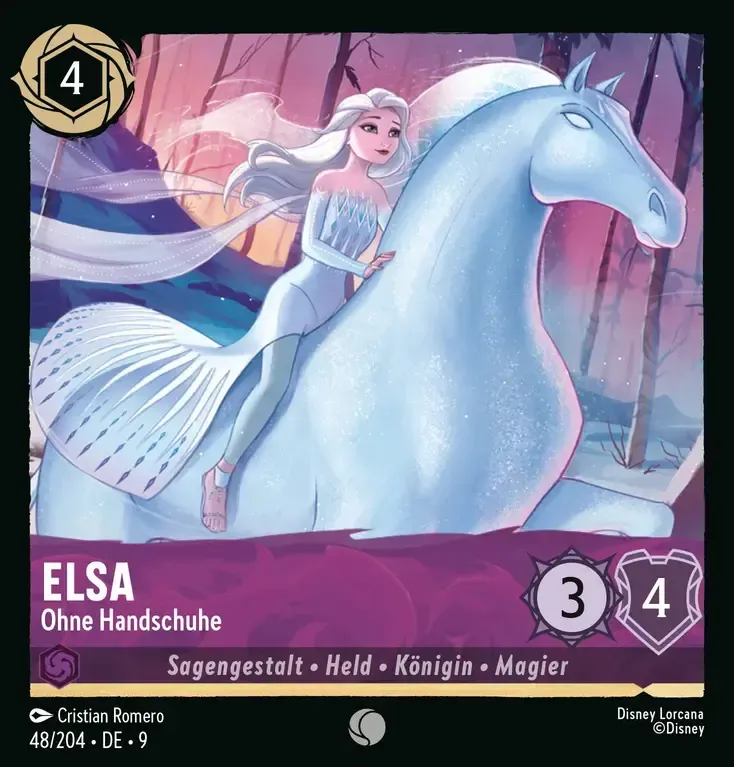 4
ELSA
Ohne Handschuhe
3
4
Sagengestalt • Held • Königin • Magier
Cristian Romero
Disney Lorcana
48/204 • DE • 9
©Disney